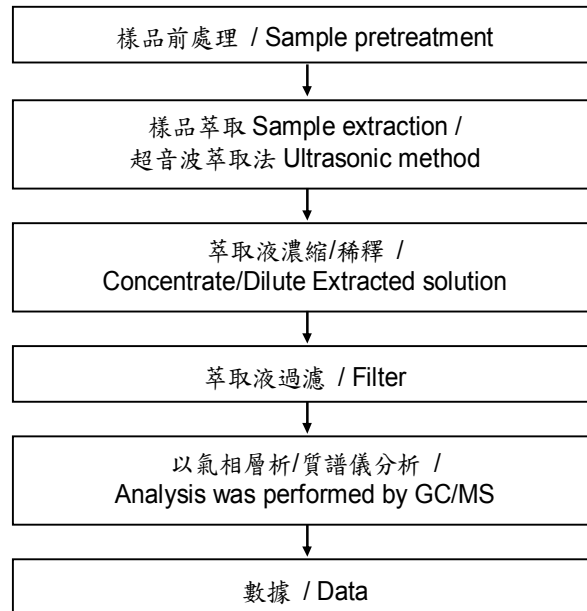 樣品前處理 / Sample pretreatment
樣品萃取 Sample extraction /
超音波萃取法 Ultrasonic method
萃取液濃縮/稀釋 /
Concentrate/Dilute Extracted solution
萃取液過濾 / Filter
以氣相層析/質譜儀分析 /
Analysis was performed by GC/MS
數據 / Data